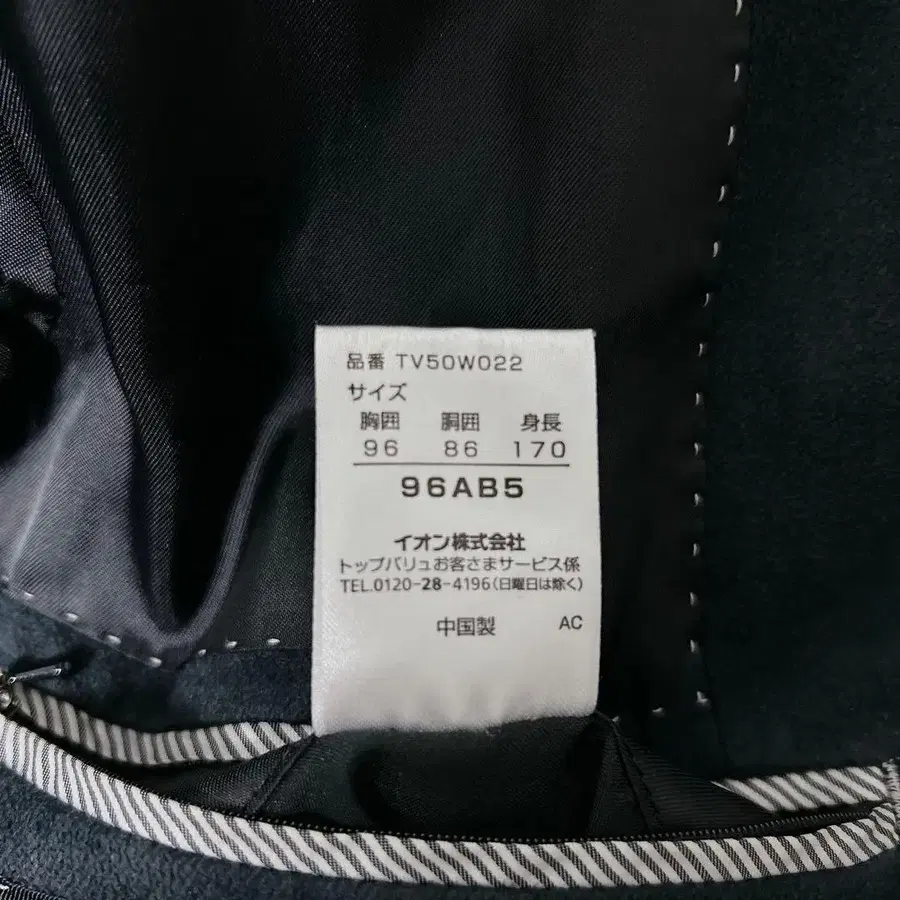 品番 TV50W022
サイズ
胸囲 胴囲 身長
96 86 170
96AB5
イオン株式会社
トップバリュお客さまサービス係
TEL.0120-28-4196(日曜日は除く)
中国製 AC